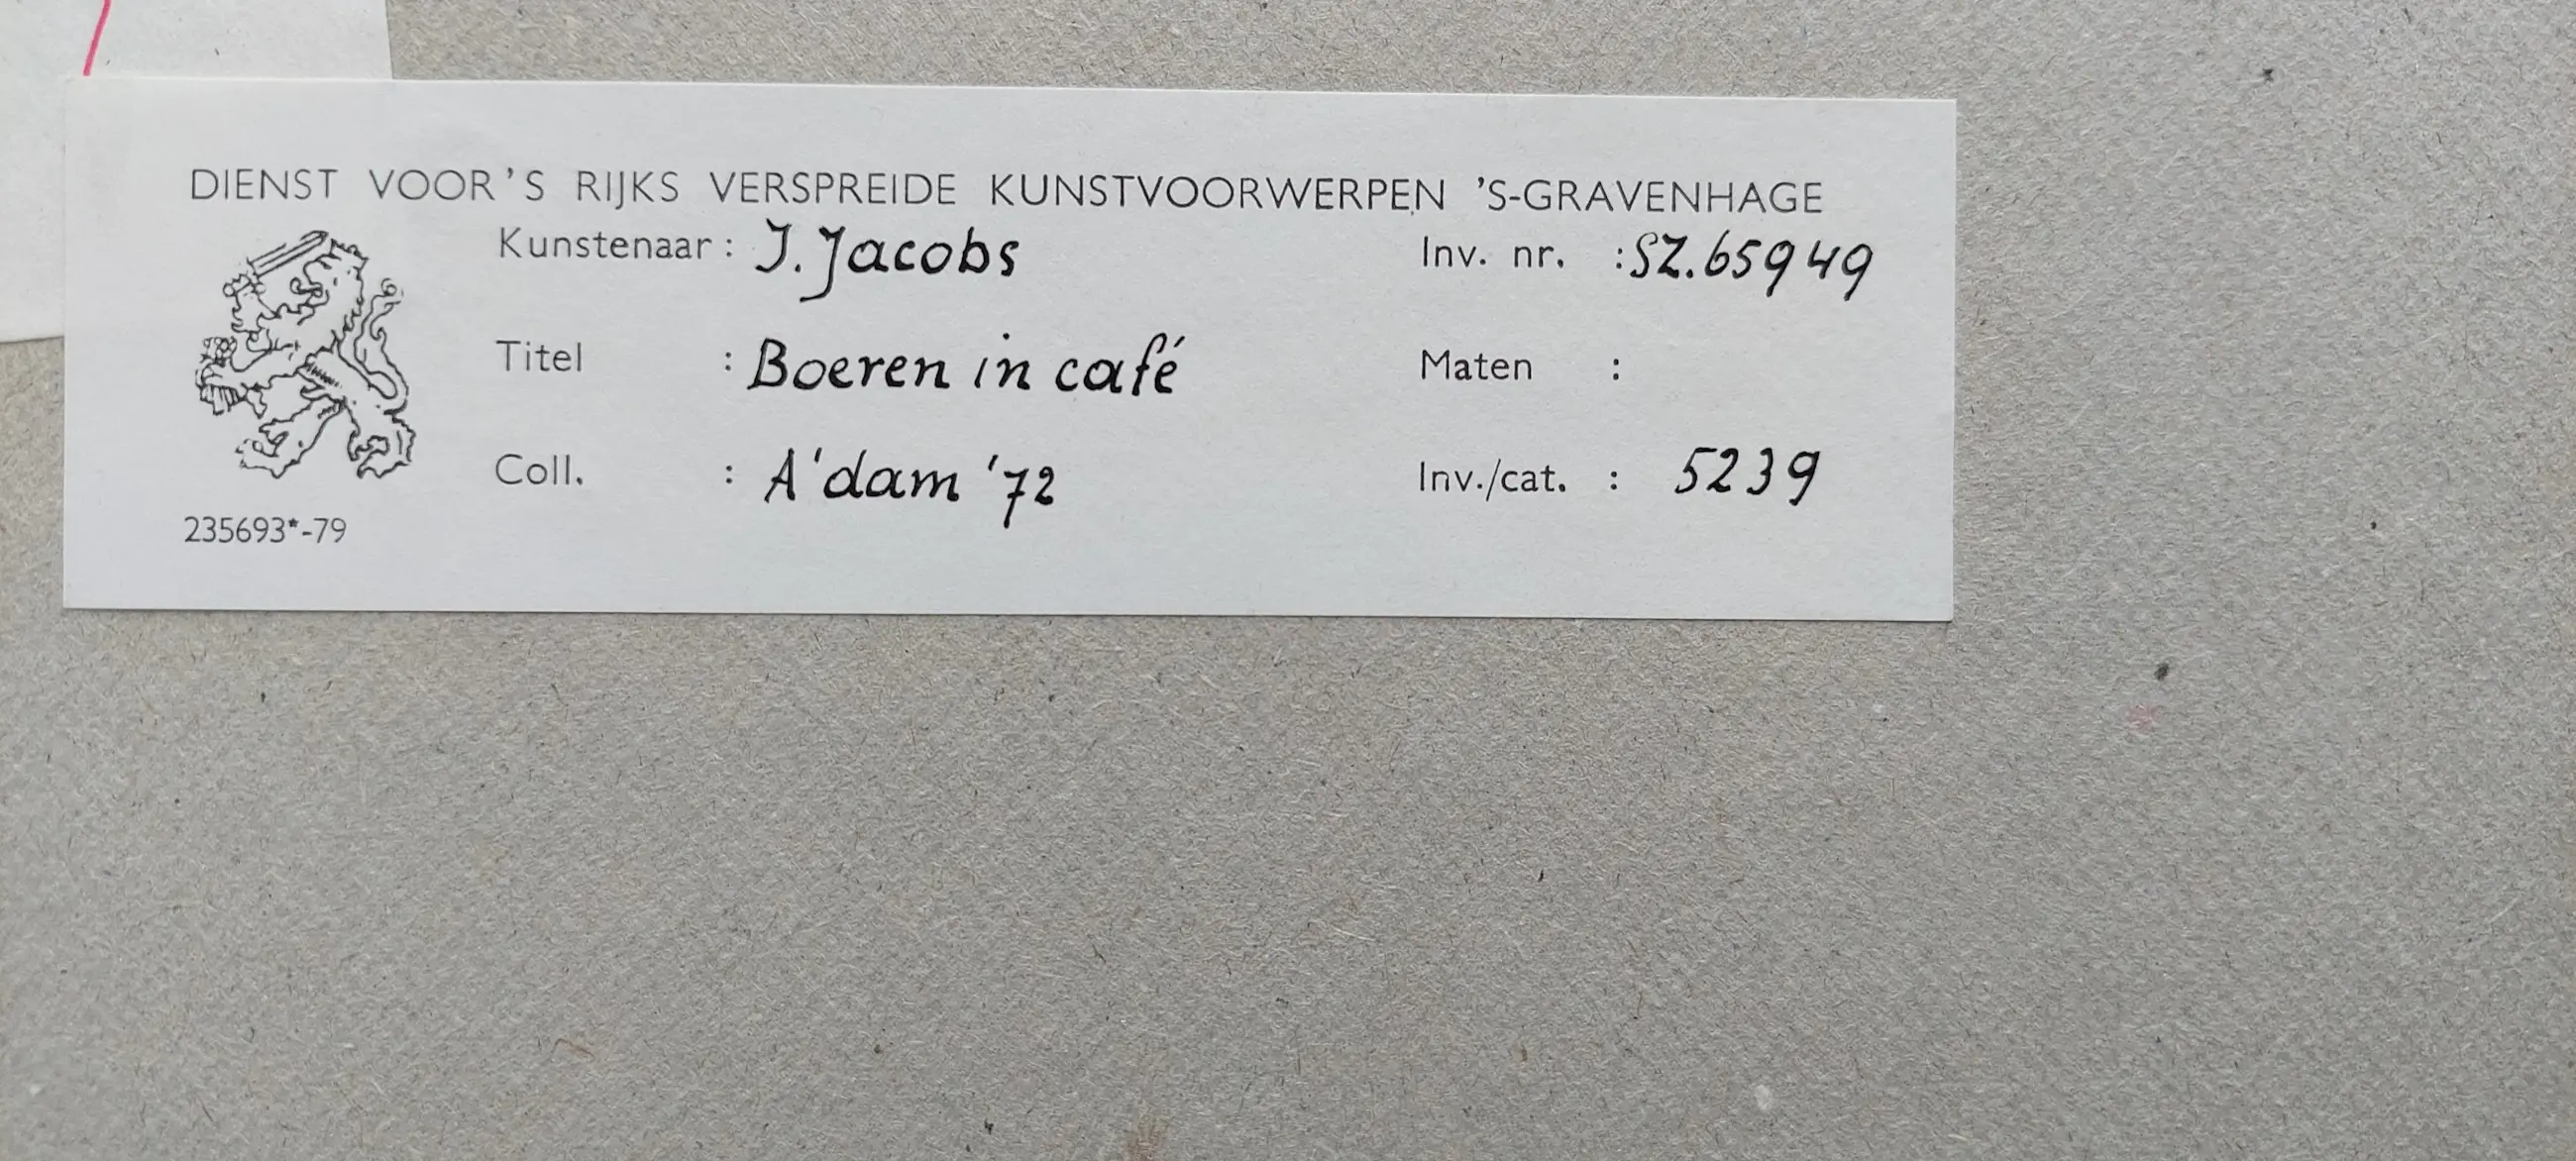 DIENST VOOR 'S RIJKS VERSPREIDE KUNSTVOORWERPEN 'S-GRAVENHAGE
Kunstenaar : J. Jacobs Inv. nr. : SZ.65949
Titel : Boeren in café Maten :
Coll. : A'dam '72 Inv./cat. : 5239
235693*-79